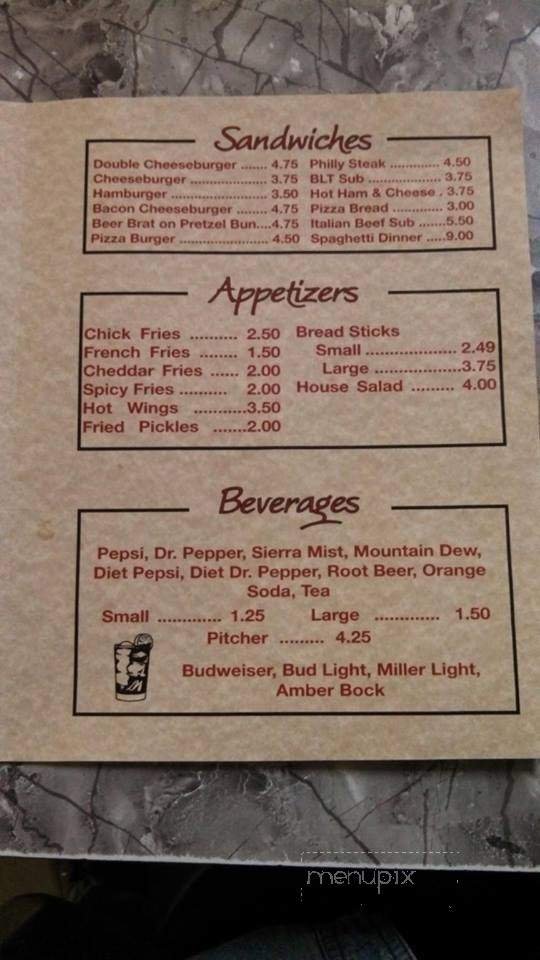 Sandwiches
Double Cheeseburger ....... 4.75 Philly Steak ............ 4.50
Cheeseburger ...................... 3.75 BLT Sub ..................... 3.75
Hamburger .......................... 3.50 Hot Ham & Cheese . 3.75
Bacon Cheeseburger ........ 4.75 Pizza Bread ............. 3.00
Beer Brat on Pretzel Bun....4.75 Italian Beef Sub .......5.50
Pizza Burger ......................... 4.50 Spaghetti Dinner .....9.00
Appetizers
Chick Fries .......... 2.50 Bread Sticks
French Fries ........ 1.50 Small .................... 2.49
Cheddar Fries ...... 2.00 Large ...................3.75
Spicy Fries .......... 2.00 House Salad ......... 4.00
Hot Wings ...........3.50
Fried Pickles .......2.00
Beverages
Pepsi, Dr. Pepper, Sierra Mist, Mountain Dew,
Diet Pepsi, Diet Dr. Pepper, Root Beer, Orange
Soda, Tea
Small ............. 1.25 Large ............. 1.50
Pitcher ......... 4.25
Budweiser, Bud Light, Miller Light,
Amber Bock
menupix